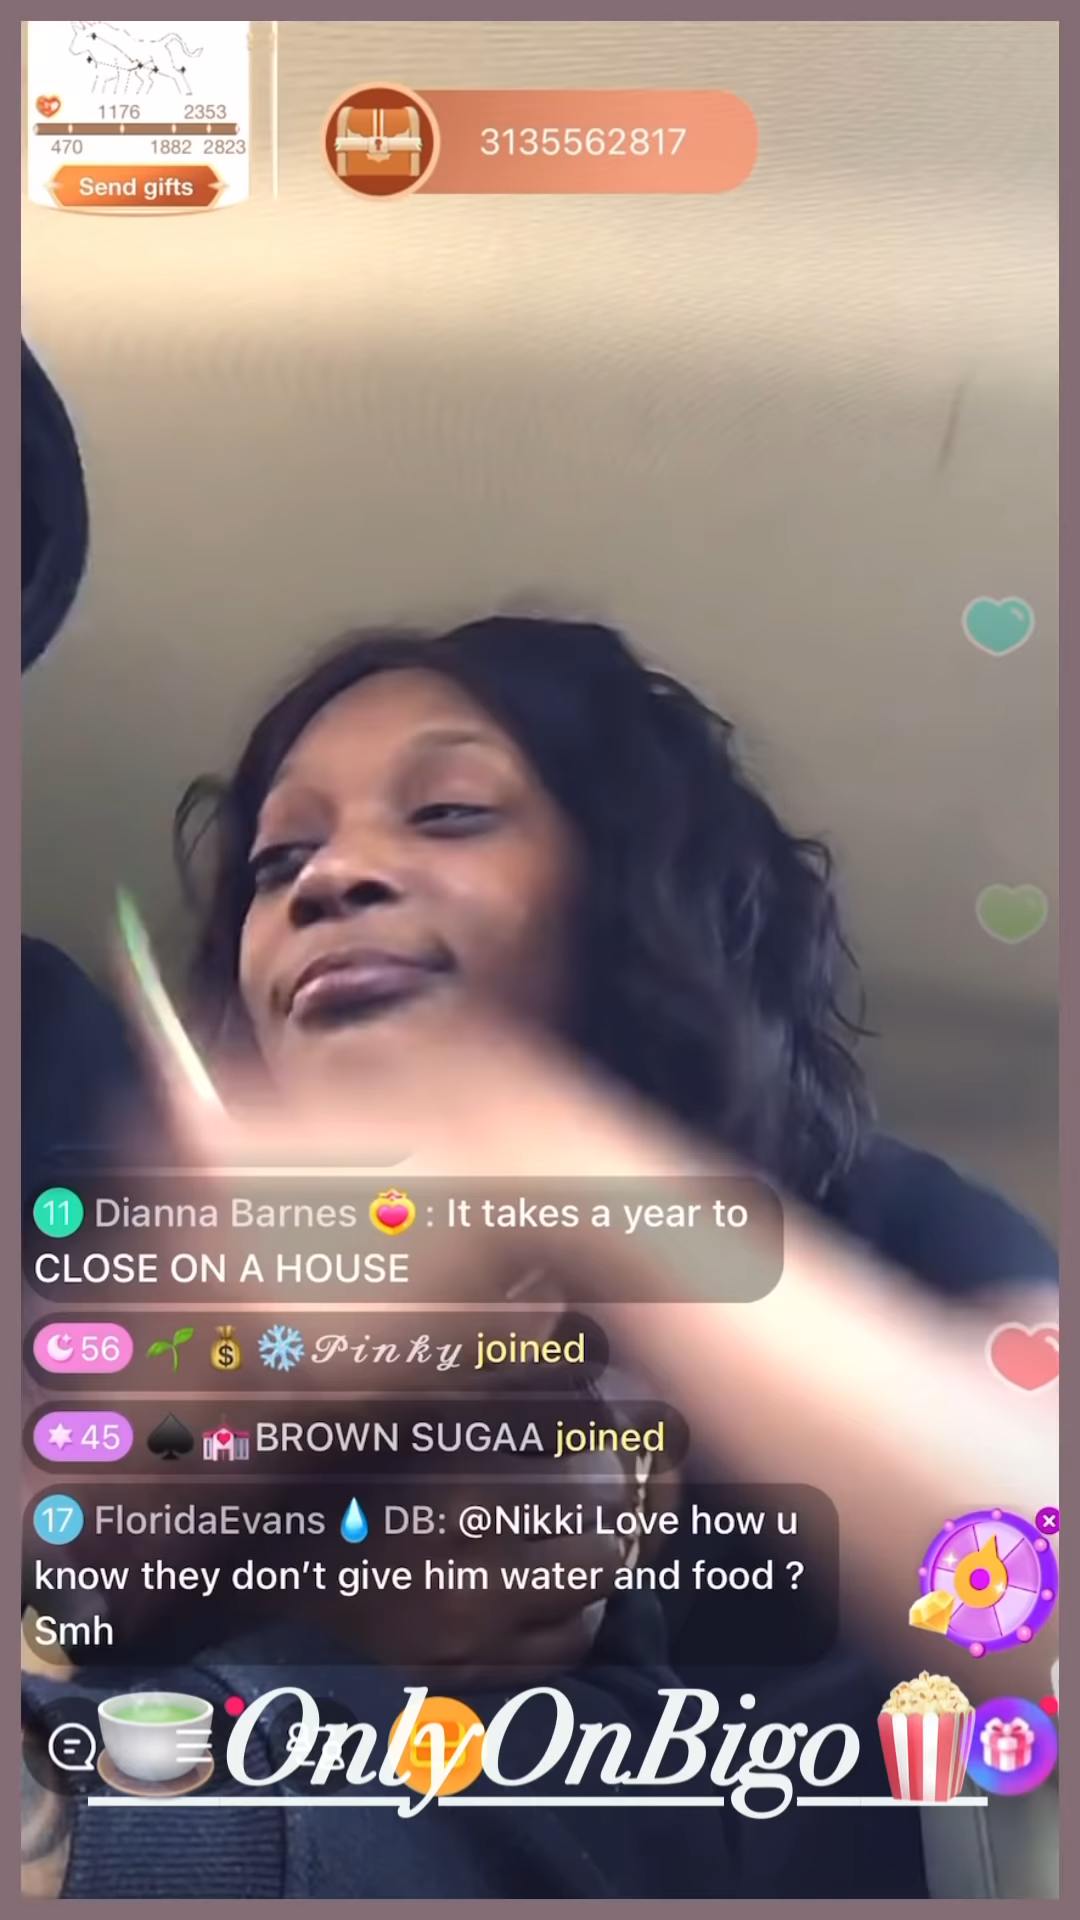 1176 2353
470 1882 2823
Send gifts
3135562817
11 Dianna Barnes : It takes a year to
CLOSE ON A HOUSE
56 𝒫𝒾𝓃𝓀𝓎 joined
45 BROWN SUGAA joined
17 FloridaEvans DB: @Nikki Love how u
know they don't give him water and food ?
Smh
OnlyOnBigo